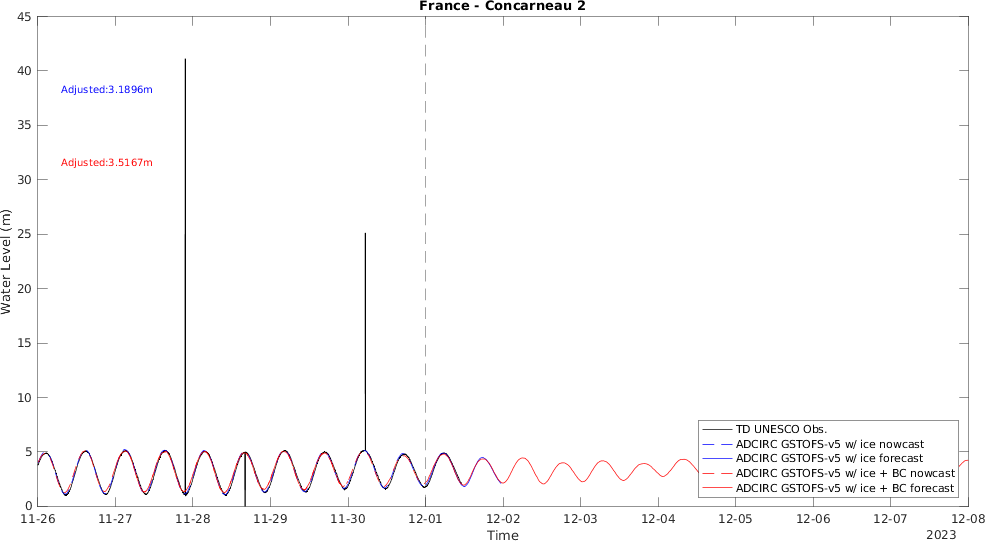 France - Concarneau 2
45
40
35
30
25
20
15
10
5
0
Water Level (m)
Adjusted:3.1896m
Adjusted:3.5167m
TD UNESCO Obs.
ADCIRC GSTOFS-v5 w/ ice nowcast
ADCIRC GSTOFS-v5 w/ ice forecast
ADCIRC GSTOFS-v5 w/ ice + BC nowcast
ADCIRC GSTOFS-v5 w/ ice + BC forecast
11-26 11-27 11-28 11-29 11-30 12-01 12-02 12-03 12-04 12-05 12-06 12-07 12-08
Time
2023